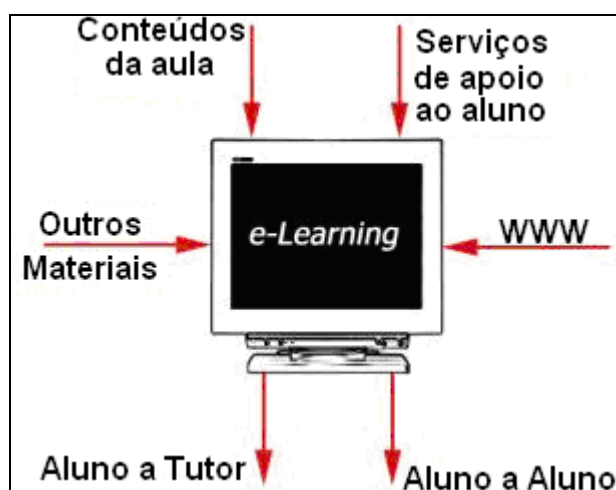 Conteúdos
da aula
Serviços
de apoio
ao aluno
Outros
Materiais
e-Learning
WWW
Aluno a Tutor
Aluno a Aluno